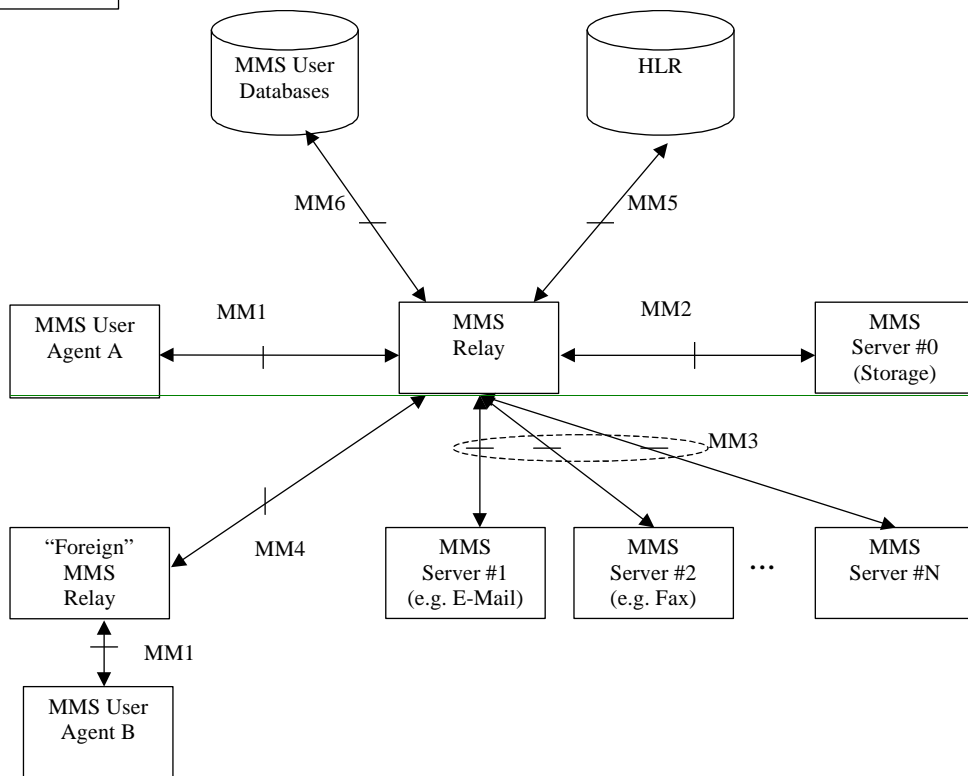 MMS User
Databases
HLR
MM6
MM5
MMS User
Agent A
MM1
MMS
Relay
MM2
MMS
Server #0
(Storage)
MM3
“Foreign”
MMS
Relay
MM4
MMS
Server #1
(e.g. E-Mail)
MMS
Server #2
(e.g. Fax)
...
MMS
Server #N
MM1
MMS User
Agent B